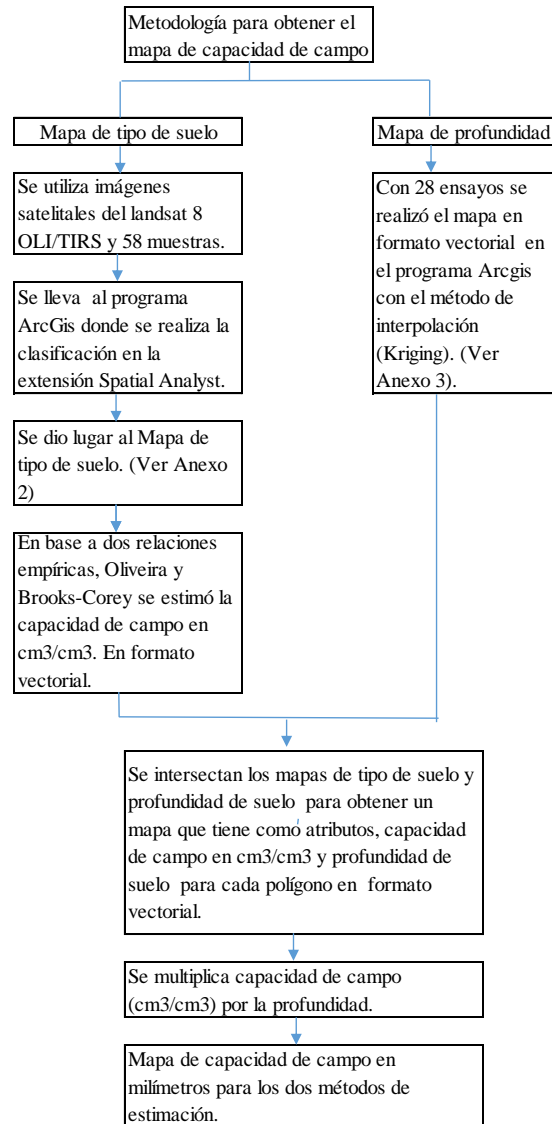 Metodología para obtener el
mapa de capacidad de campo
Mapa de tipo de suelo
Mapa de profundidad
Se utiliza imágenes
satelitales del landsat 8
OLI/TIRS y 58 muestras.
Con 28 ensayos se
realizó el mapa en
formato vectorial en
el programa Arcgis
con el método de
interpolación
(Kriging). (Ver
Anexo 3).
Se lleva al programa
ArcGis donde se realiza la
clasificación en la
extensión Spatial Analyst.
Se dio lugar al Mapa de
tipo de suelo. (Ver Anexo
2)
En base a dos relaciones
empíricas, Oliveira y
Brooks-Corey se estimó la
capacidad de campo en
cm3/cm3. En formato
vectorial.
Se intersectan los mapas de tipo de suelo y
profundidad de suelo para obtener un
mapa que tiene como atributos, capacidad
de campo en cm3/cm3 y profundidad de
suelo para cada polígono en formato
vectorial.
Se multiplica capacidad de campo
(cm3/cm3) por la profundidad.
Mapa de capacidad de campo en
milímetros para los dos métodos de
estimación.